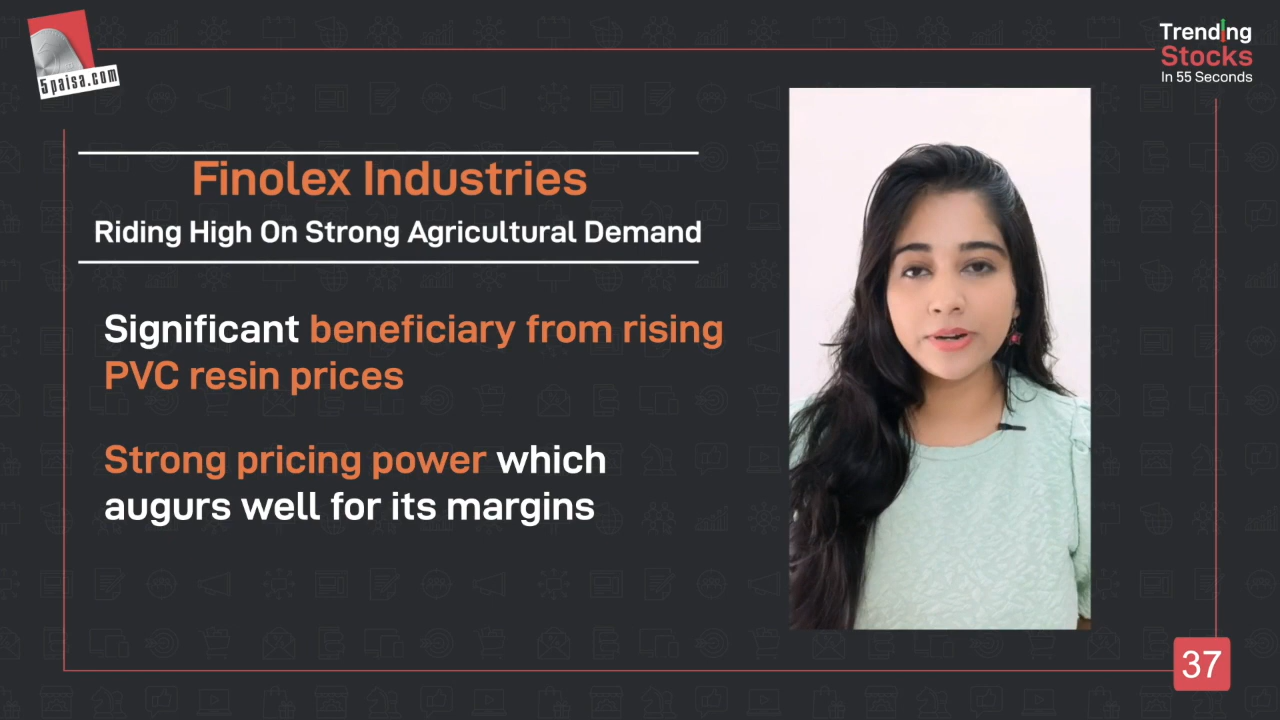 5paisa.com
Trending
Stocks
In 55 Seconds
Finolex Industries
Riding High On Strong Agricultural Demand
Significant beneficiary from rising
PVC resin prices
Strong pricing power which
augurs well for its margins
37